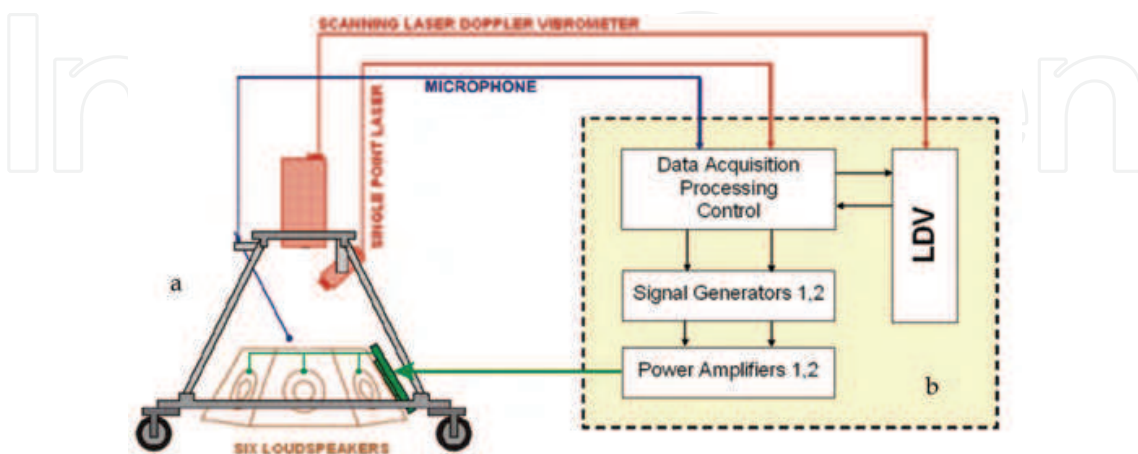 SCANNING LASER DOPPLER VIBROMETER
MICROPHONE
SINGLE POINT LASER
a
SIX LOUDSPEAKERS
Data Acquisition
Processing
Control
LDV
Signal Generators 1,2
Power Amplifiers 1,2
b